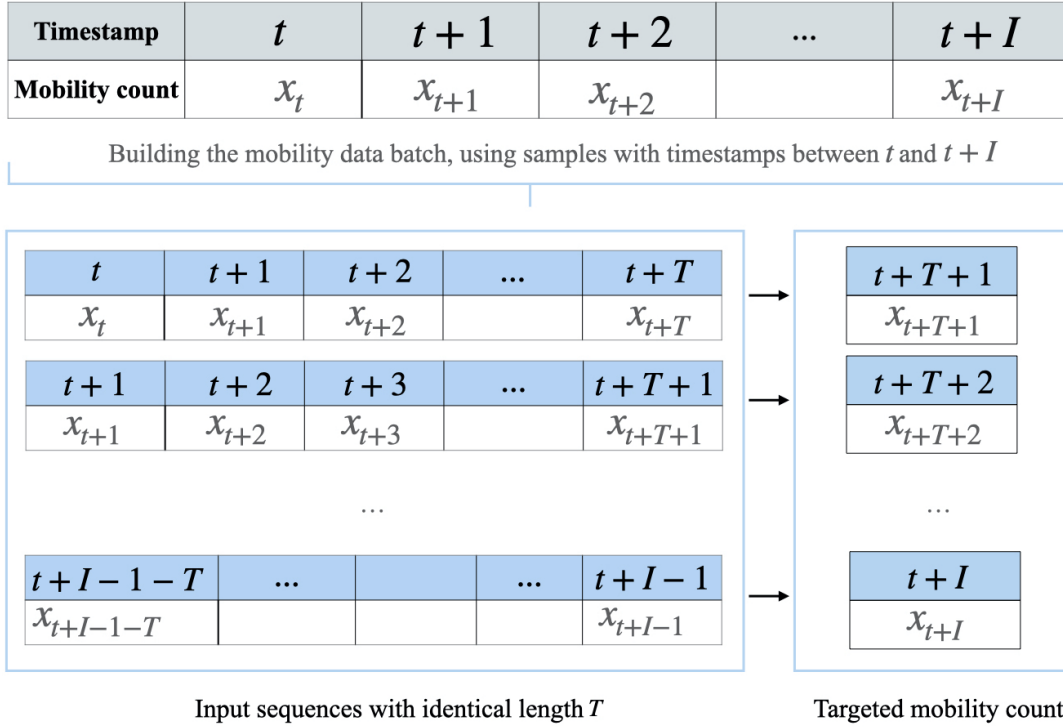 Timestamp t t + 1 t + 2 ... t + I
Mobility count x_t x_{t+1} x_{t+2} x_{t+I}
Building the mobility data batch, using samples with timestamps between t and t + I
t t + 1 t + 2 ... t + T t + T + 1
x_t x_{t+1} x_{t+2} x_{t+T} x_{t+T+1}
t + 1 t + 2 t + 3 ... t + T + 1 t + T + 2
x_{t+1} x_{t+2} x_{t+3} x_{t+T+1} x_{t+T+2}
... ...
t + I − 1 − T ... ... t + I − 1 t + I
x_{t+I−1−T} x_{t+I−1} x_{t+I}
Input sequences with identical length T Targeted mobility count